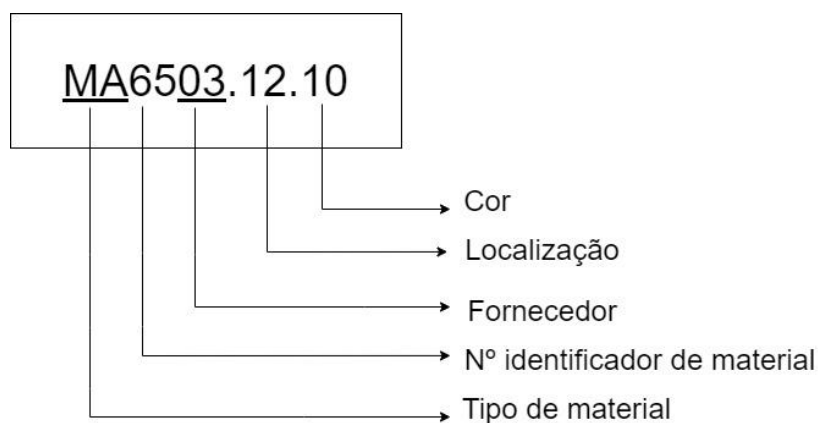 MA6503.12.10
Cor
Localização
Fornecedor
Nº identificador de material
Tipo de material